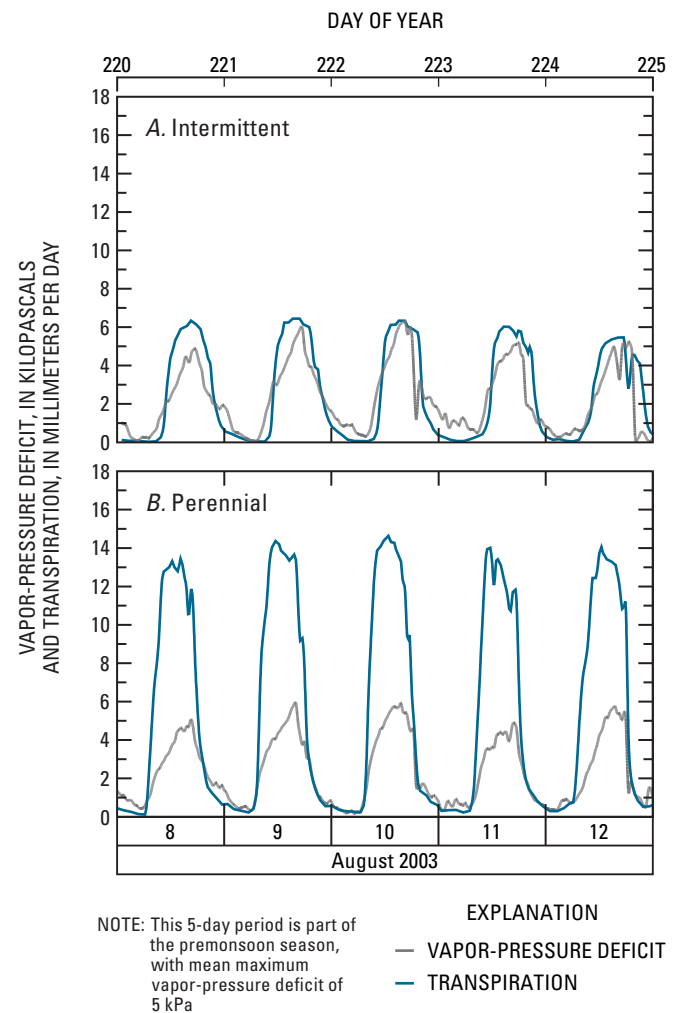 DAY OF YEAR
220 221 222 223 224 225
18
16
14
12
10
8
6
4
2
0
A. Intermittent
18
16
14
12
10
8
6
4
2
0
B. Perennial
VAPOR-PRESSURE DEFICIT, IN KILOPASCALS
AND TRANSPIRATION, IN MILLIMETERS PER DAY
8 9 10 11 12
August 2003
NOTE: This 5-day period is part of
the premonsoon season,
with mean maximum
vapor-pressure deficit of
5 kPa
EXPLANATION
VAPOR-PRESSURE DEFICIT
TRANSPIRATION